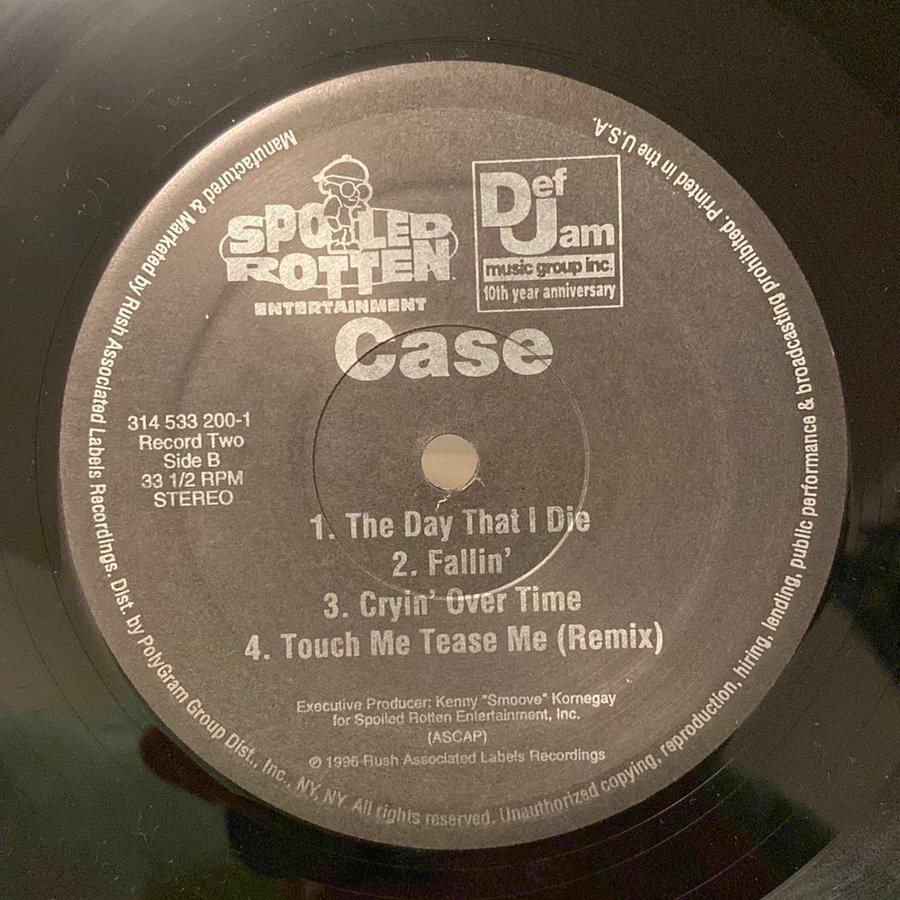 SPOILED
ROTTEN
ENTERTAINMENT
Def
Jam
music group inc.
10th year anniversary
Case
314 533 200-1
Record Two
Side B
33 1/2 RPM
STEREO
1. The Day That I Die
2. Fallin'
3. Cryin' Over Time
4. Touch Me Tease Me (Remix)
Executive Producer: Kenny "Smoove" Kornegay
for Spoiled Rotten Entertainment, Inc.
(ASCAP)
℗ 1996 Rush Associated Labels Recordings
Manufactured & Marketed by Rush Associated Labels Recordings. Dist. by PolyGram Group Dist., Inc., NY, NY All rights reserved. Unauthorized copying, reproduction, hiring, lending, public performance & broadcasting prohibited. Printed in the U.S.A.